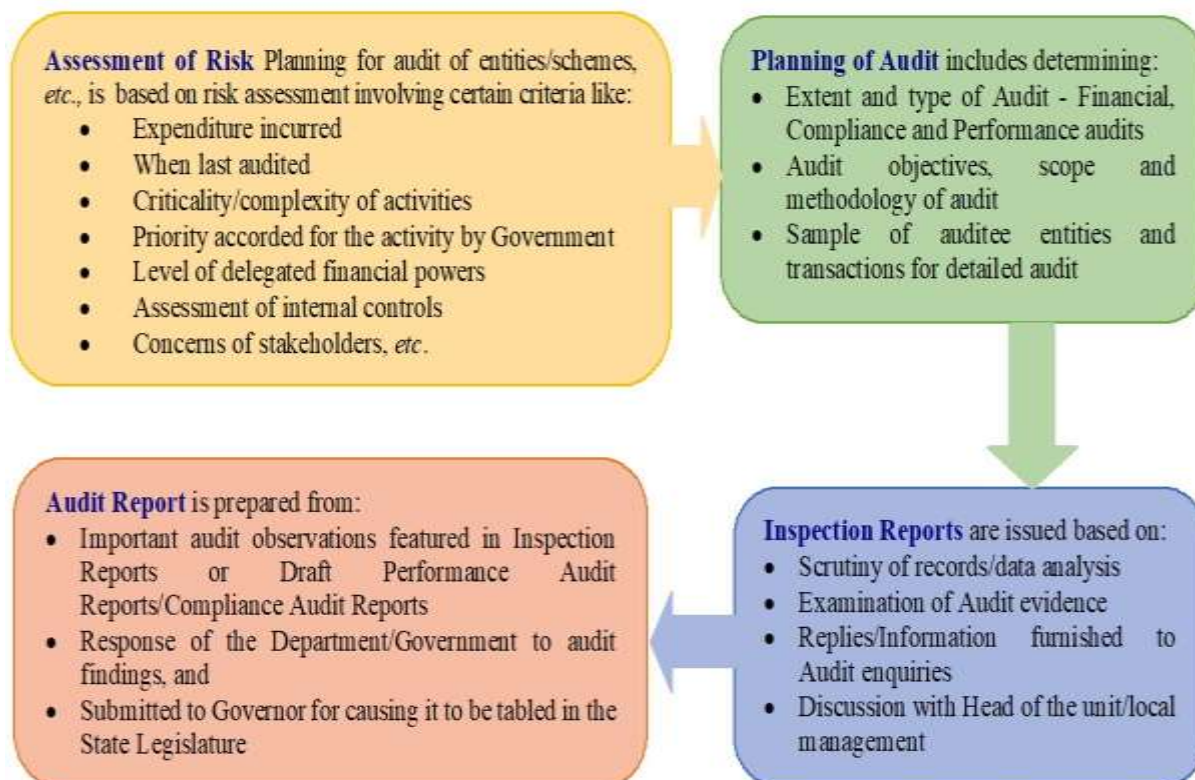 Assessment of Risk Planning for audit of entities/schemes,
etc., is based on risk assessment involving certain criteria like:
• Expenditure incurred
• When last audited
• Criticality/complexity of activities
• Priority accorded for the activity by Government
• Level of delegated financial powers
• Assessment of internal controls
• Concerns of stakeholders, etc.
Planning of Audit includes determining:
• Extent and type of Audit - Financial,
Compliance and Performance audits
• Audit objectives, scope and
methodology of audit
• Sample of auditee entities and
transactions for detailed audit
Inspection Reports are issued based on:
• Scrutiny of records/data analysis
• Examination of Audit evidence
• Replies/Information furnished to
Audit enquiries
• Discussion with Head of the unit/local
management
Audit Report is prepared from:
• Important audit observations featured in Inspection
Reports or Draft Performance Audit
Reports/Compliance Audit Reports
• Response of the Department/Government to audit
findings, and
• Submitted to Governor for causing it to be tabled in the
State Legislature